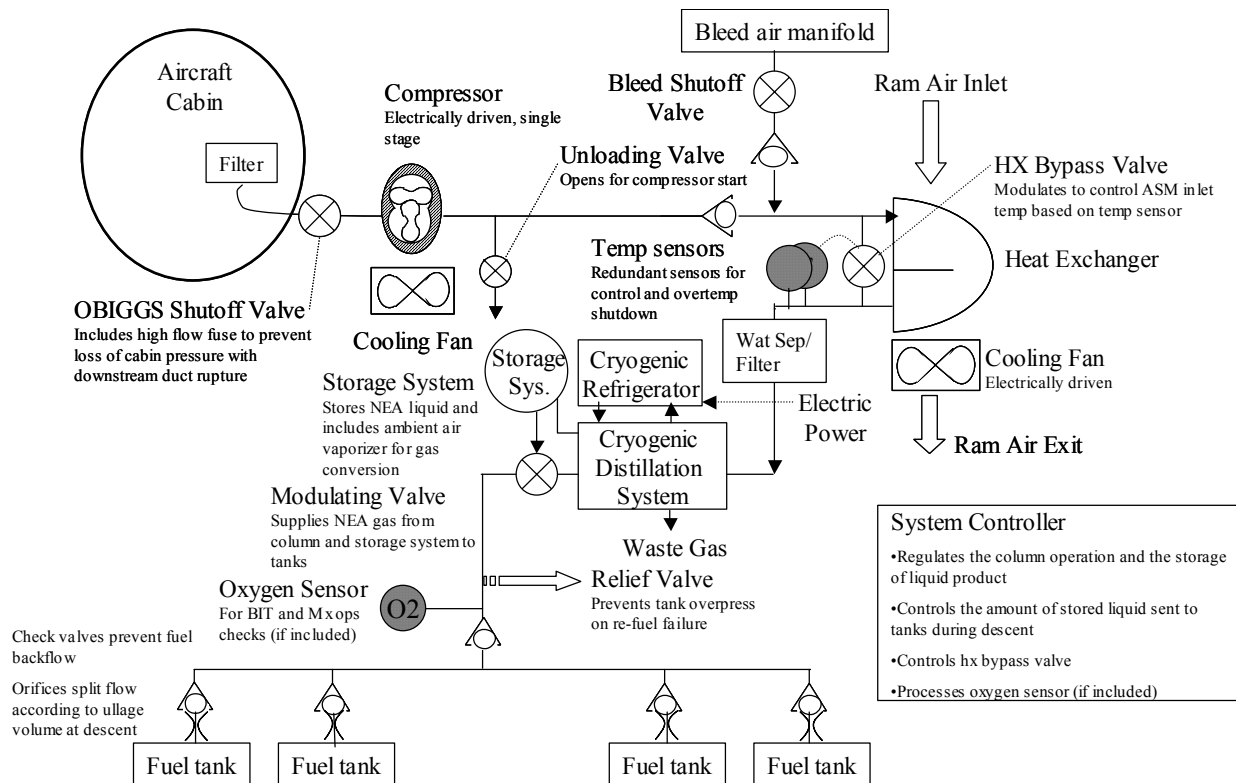 Bleed air manifold
Aircraft
Cabin
Filter
Compressor
Electrically driven, single
stage
Bleed Shutoff
Valve
Ram Air Inlet
Unloading Valve
Opens for compressor start
HX Bypass Valve
Modulates to control ASM inlet
temp based on temp sensor
Temp sensors
Redundant sensors for
control and overtemp
shutdown
Heat Exchanger
OBIGGS Shutoff Valve
Includes high flow fuse to prevent
loss of cabin pressure with
downstream duct rupture
Cooling Fan
Storage
Sys.
Cryogenic
Refrigerator
Wat Sep/
Filter
Cooling Fan
Electrically driven
Storage System
Stores NEA liquid and
includes ambient air
vaporizer for gas
conversion
Electric
Power
Ram Air Exit
Cryogenic
Distillation
System
Modulating Valve
Supplies NEA gas from
column and storage system to
tanks
Waste Gas
Relief Valve
Prevents tank overpress
on re-fuel failure
Oxygen Sensor
For BIT and Mx ops
checks (if included)
O2
System Controller
•Regulates the column operation and the storage
of liquid product
•Controls the amount of stored liquid sent to
tanks during descent
•Controls hx bypass valve
•Processes oxygen sensor (if included)
Check valves prevent fuel
backflow
Orifices split flow
according to ullage
volume at descent
Fuel tank
Fuel tank
Fuel tank
Fuel tank